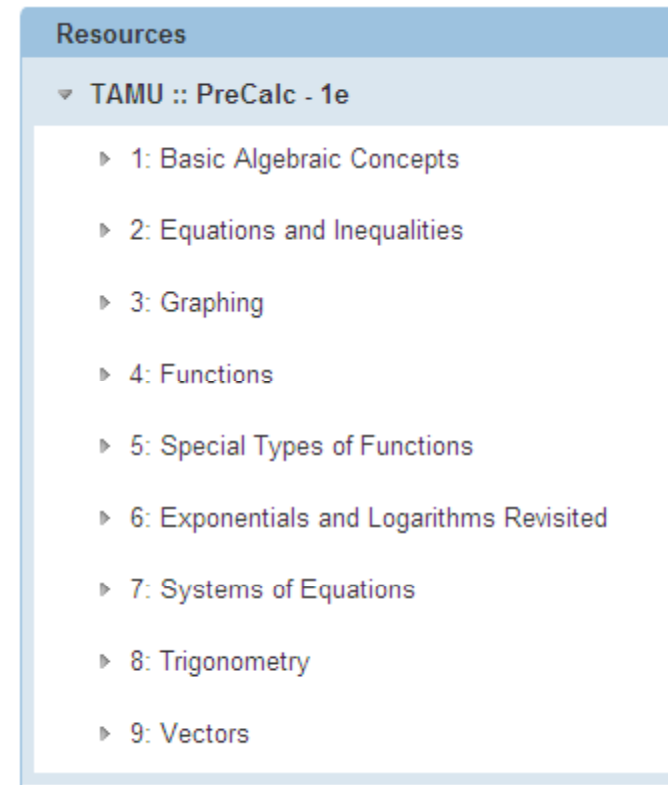 Resources
TAMU :: PreCalc - 1e
1: Basic Algebraic Concepts
2: Equations and Inequalities
3: Graphing
4: Functions
5: Special Types of Functions
6: Exponentials and Logarithms Revisited
7: Systems of Equations
8: Trigonometry
9: Vectors